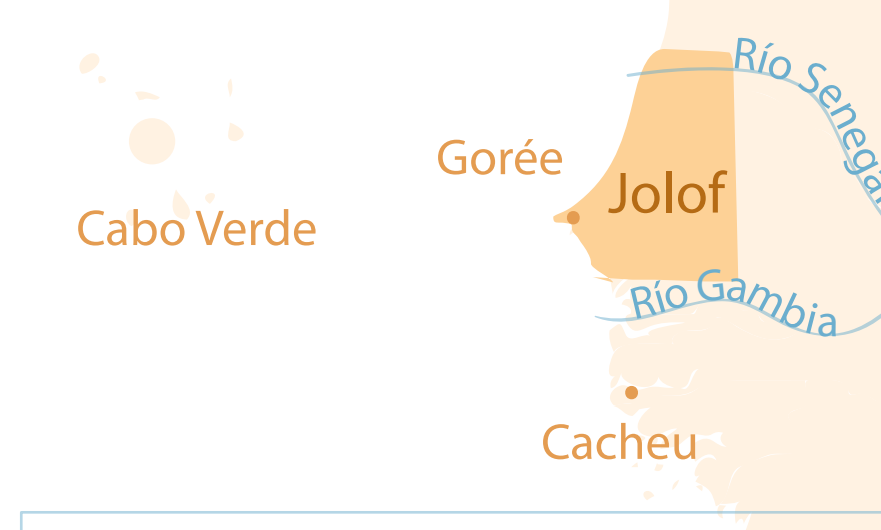 Río Senegal
Gorée
Jolof
Cabo Verde
Río Gambia
Cacheu